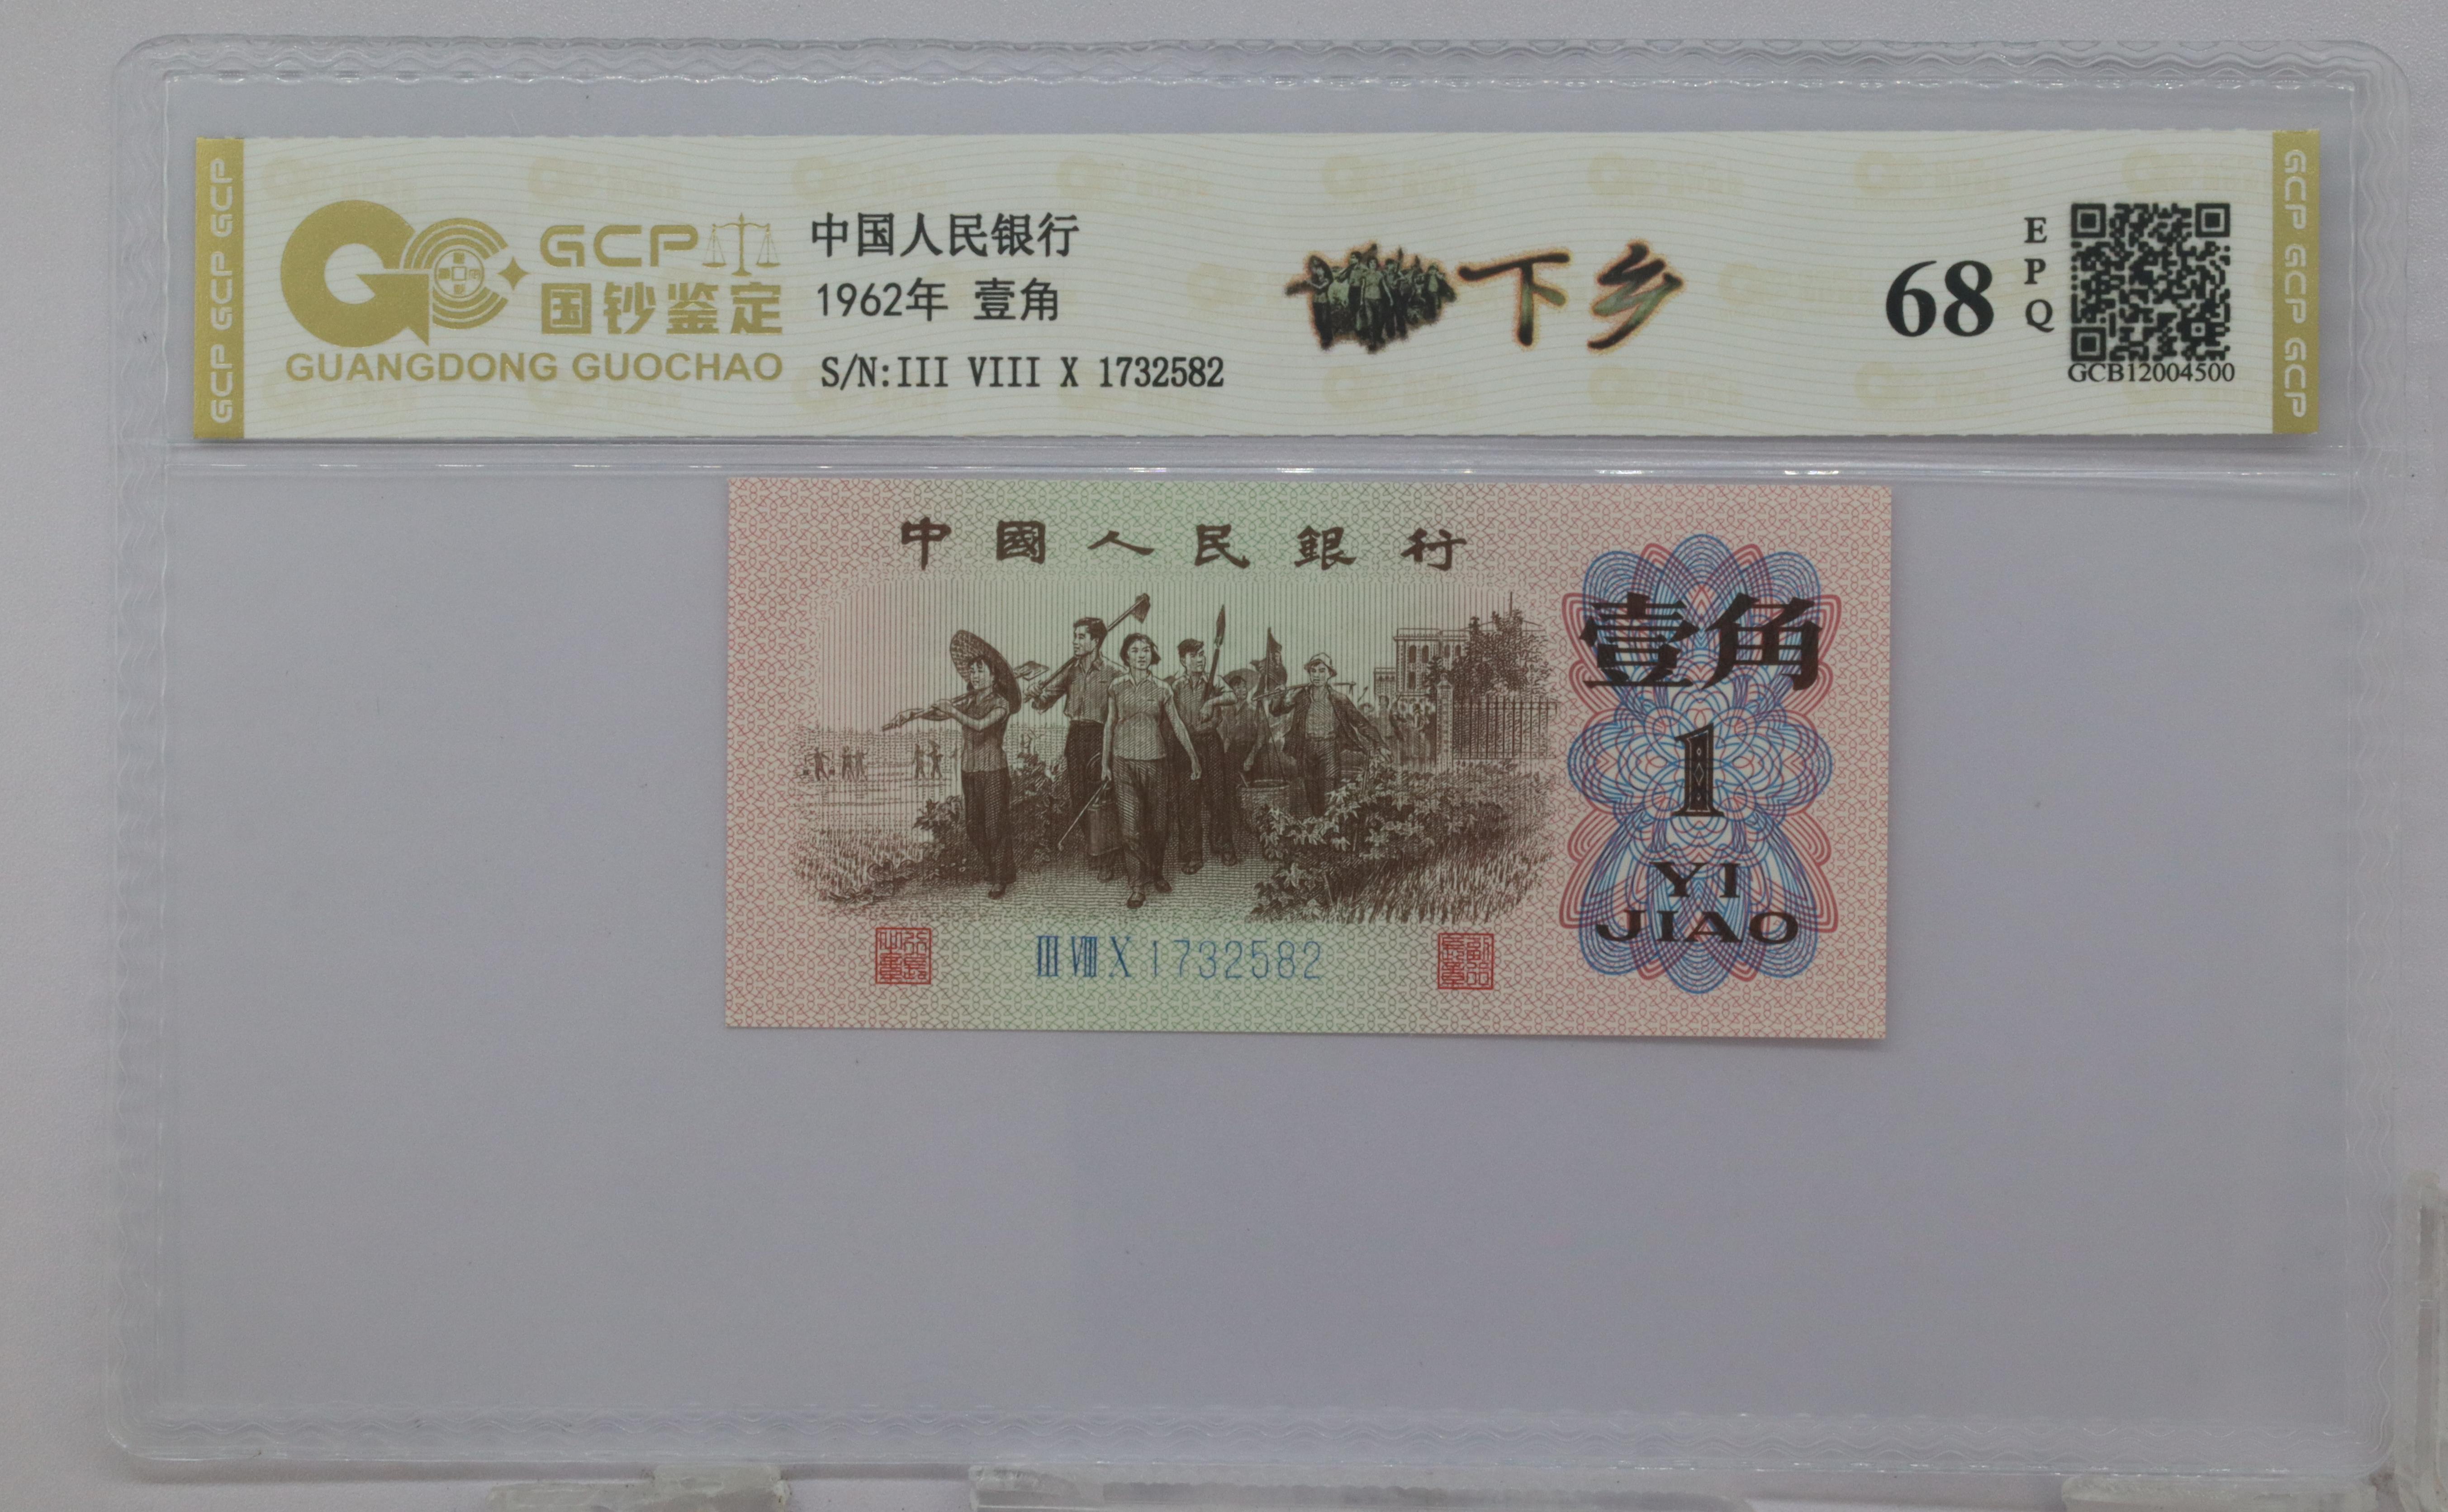 GCP GCP GCP
GCP
国钞鉴定
GUANGDONG GUOCHAO
中国人民银行
1962年 壹角
S/N:III VIII X 1732582
下乡
68
EPQ
GCB12004500
GCP GCP GCP
中國人民銀行
壹角
1
YI
JIAO
III VIII X 1732582